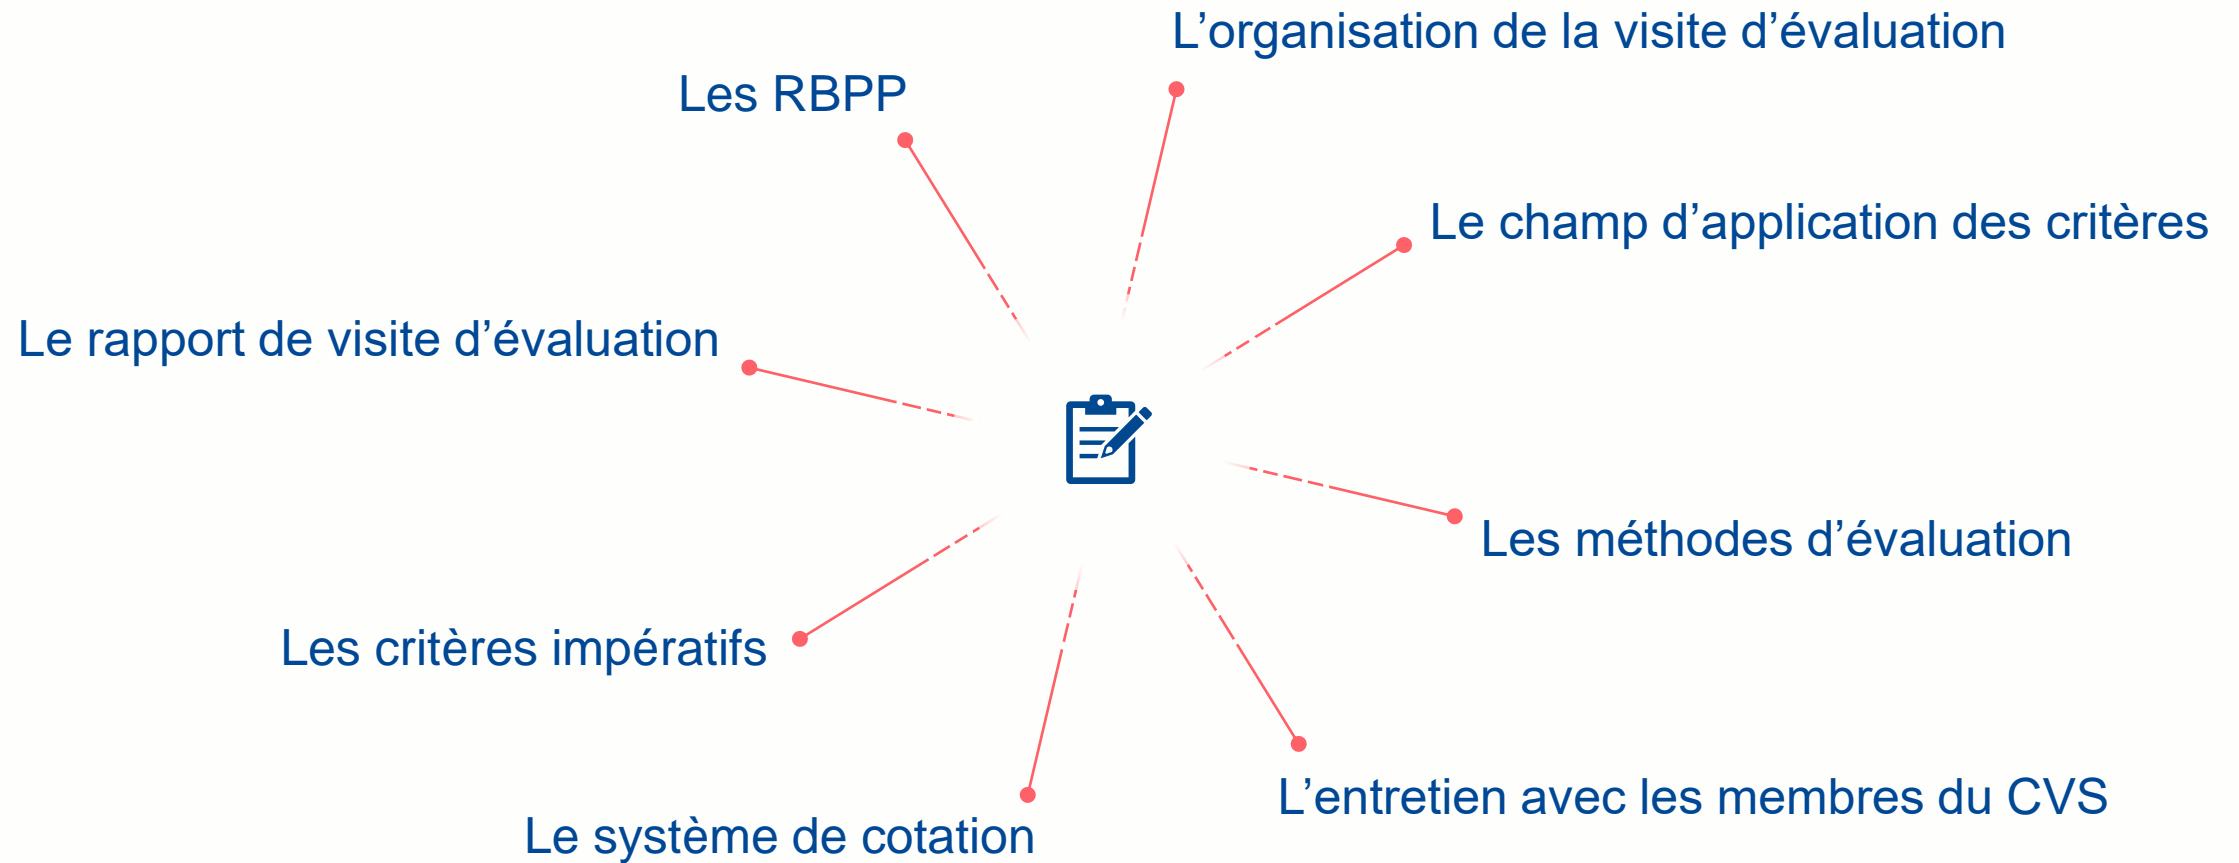 L’organisation de la visite d’évaluation
Les RBPP
Le champ d’application des critères
Le rapport de visite d’évaluation
Les méthodes d’évaluation
Les critères impératifs
L’entretien avec les membres du CVS
Le système de cotation